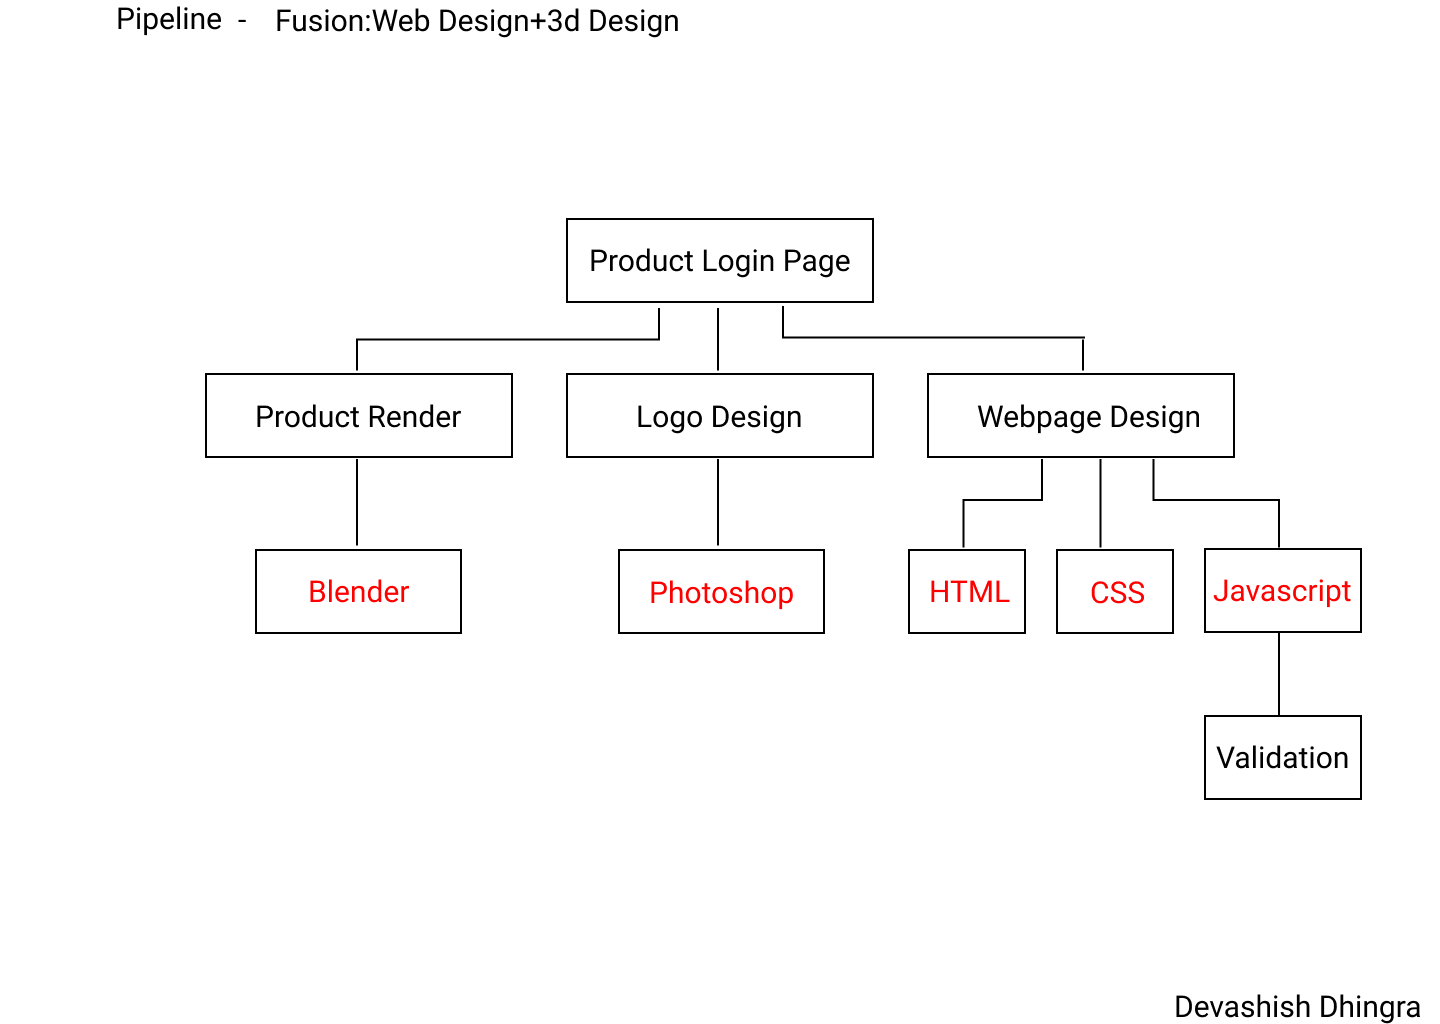 Pipeline - Fusion:Web Design+3d Design
Product Login Page
Product Render
Logo Design
Webpage Design
Blender
Photoshop
HTML
CSS
Javascript
Validation
Devashish Dhingra